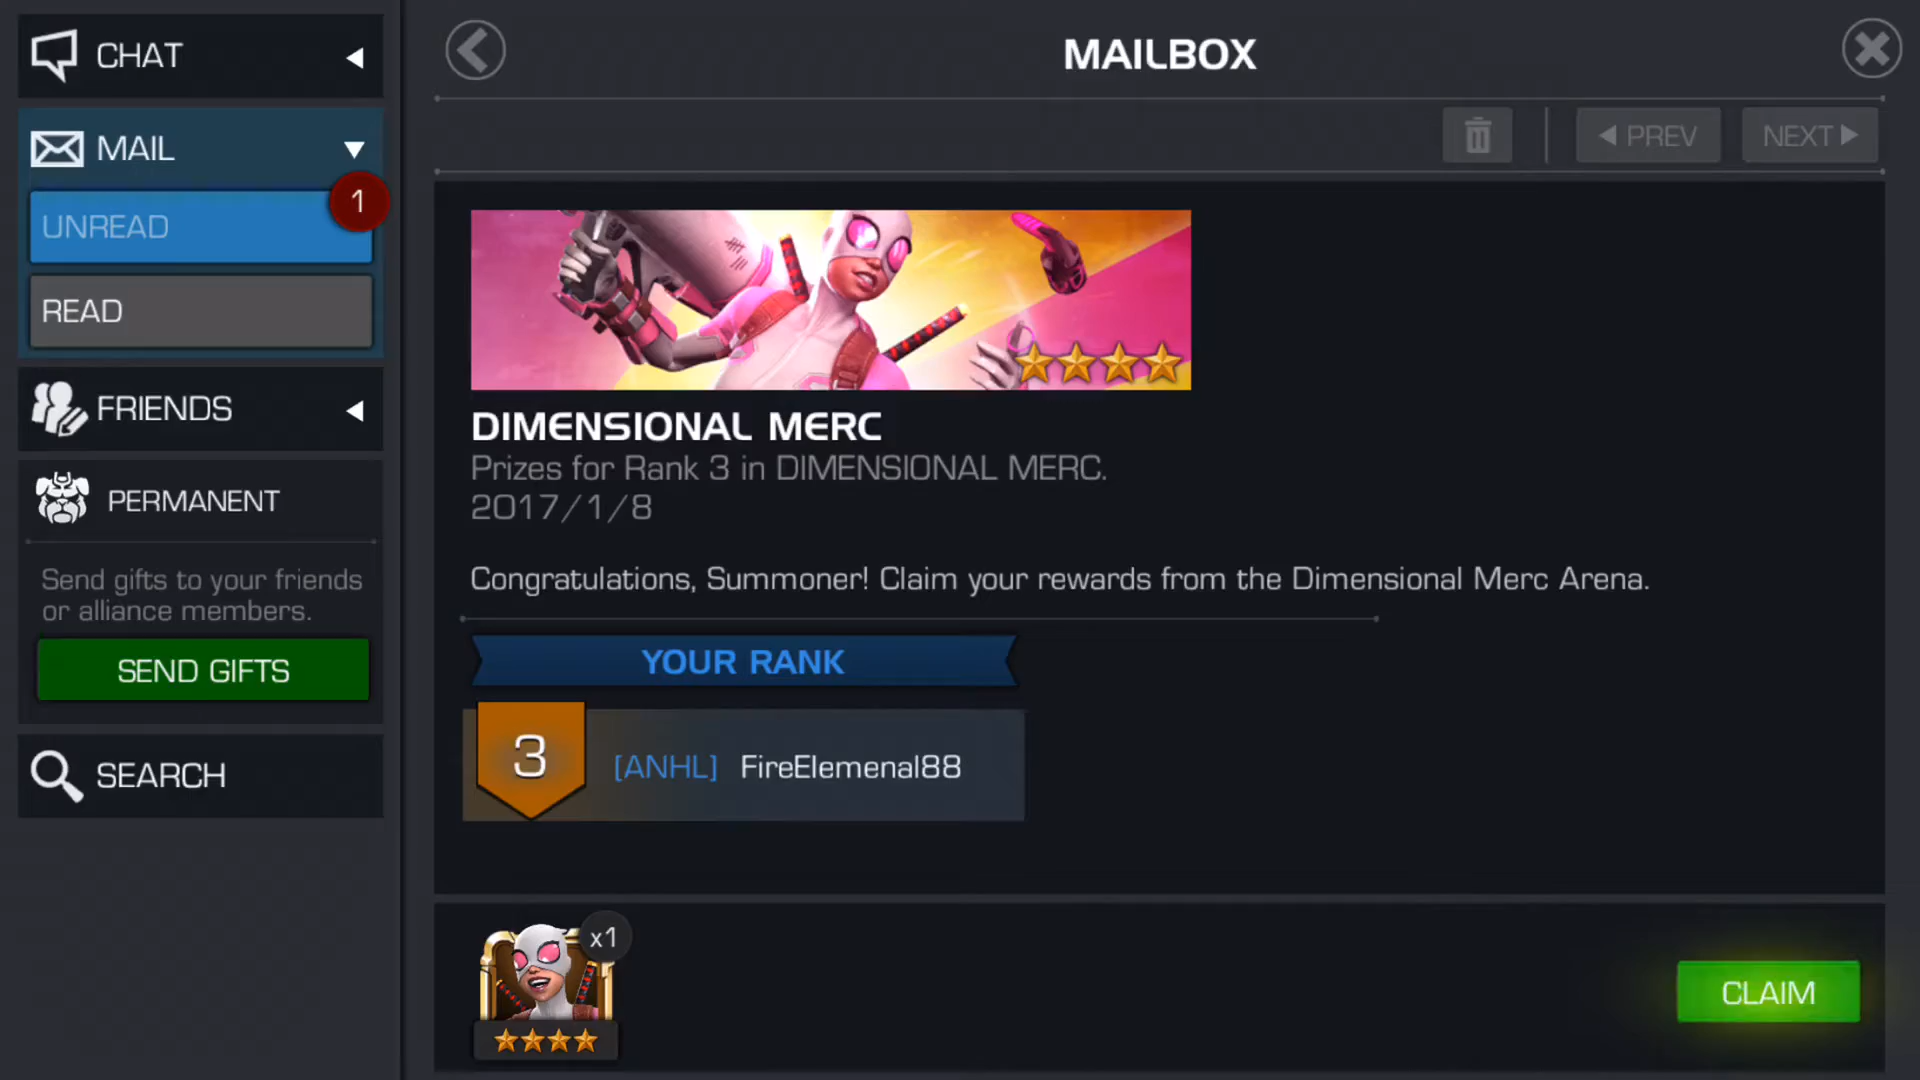 CHAT
MAIL
1
UNREAD
READ
FRIENDS
PERMANENT
Send gifts to your friends
or alliance members.
SEND GIFTS
SEARCH
MAILBOX
PREV
NEXT
DIMENSIONAL MERC
Prizes for Rank 3 in DIMENSIONAL MERC.
2017/1/8
Congratulations, Summoner! Claim your rewards from the Dimensional Merc Arena.
YOUR RANK
3 [ANHL] FireElemenal88
x1
CLAIM